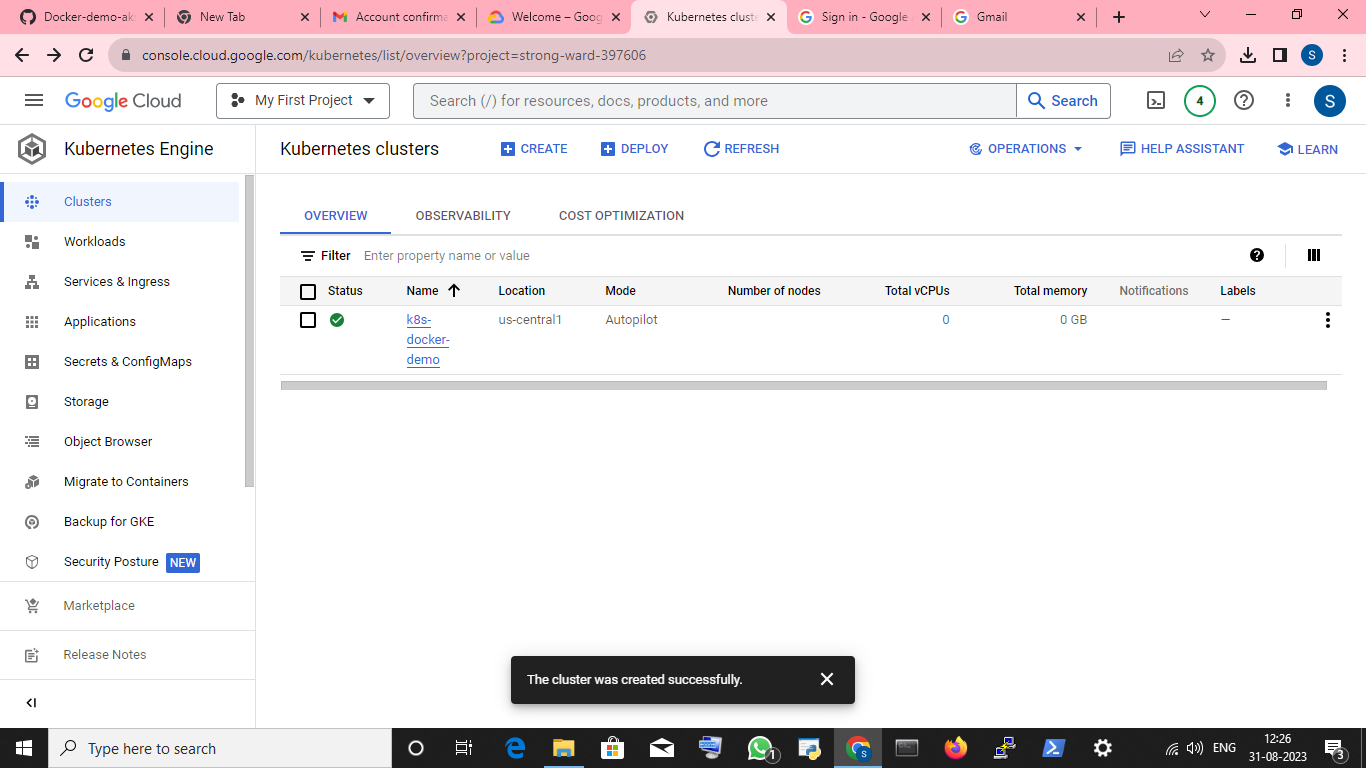 Docker-demo-ak
New Tab
Account confirma
Welcome – Goog
Kubernetes cluste
Sign in - Google
Gmail
console.cloud.google.com/kubernetes/list/overview?project=strong-ward-397606
S
Google Cloud
My First Project
Search (/) for resources, docs, products, and more
Search
4
S
Kubernetes Engine
Kubernetes clusters
CREATE
DEPLOY
REFRESH
OPERATIONS
HELP ASSISTANT
LEARN
Clusters
Workloads
Services & Ingress
Applications
Secrets & ConfigMaps
Storage
Object Browser
Migrate to Containers
Backup for GKE
Security Posture NEW
Marketplace
Release Notes
OVERVIEW
OBSERVABILITY
COST OPTIMIZATION
Filter Enter property name or value
Status Name Location Mode Number of nodes Total vCPUs Total memory Notifications Labels
k8s- us-central1 Autopilot 0 0 GB —
docker-
demo
The cluster was created successfully.
Type here to search
1
S
ENG
12:26
31-08-2023
3